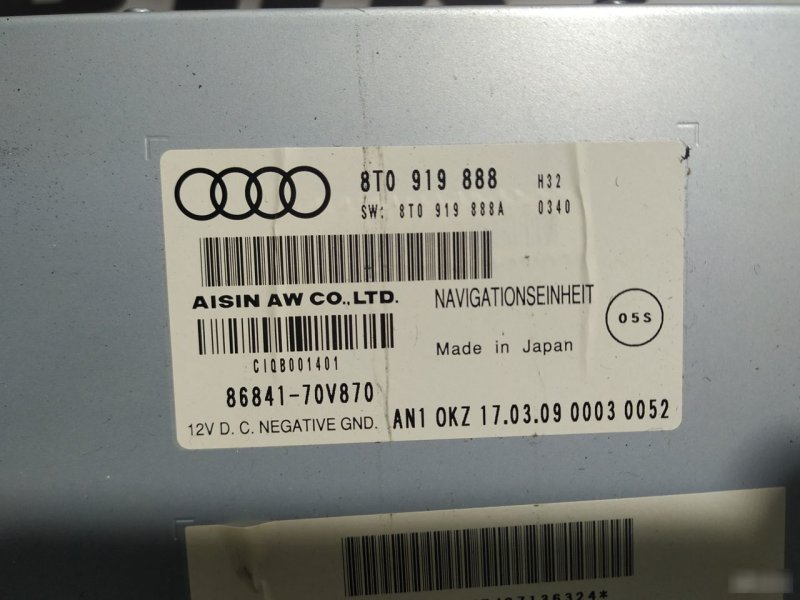 8T0 919 888 H32
SW: 8T0 919 888A 0340
AISIN AW CO.,LTD.
NAVIGATIONSEINHEIT
05S
Made in Japan
CIQB001401
86841-70V870
12V D. C. NEGATIVE GND.
AN1 OKZ 17.03.09 0003 0052